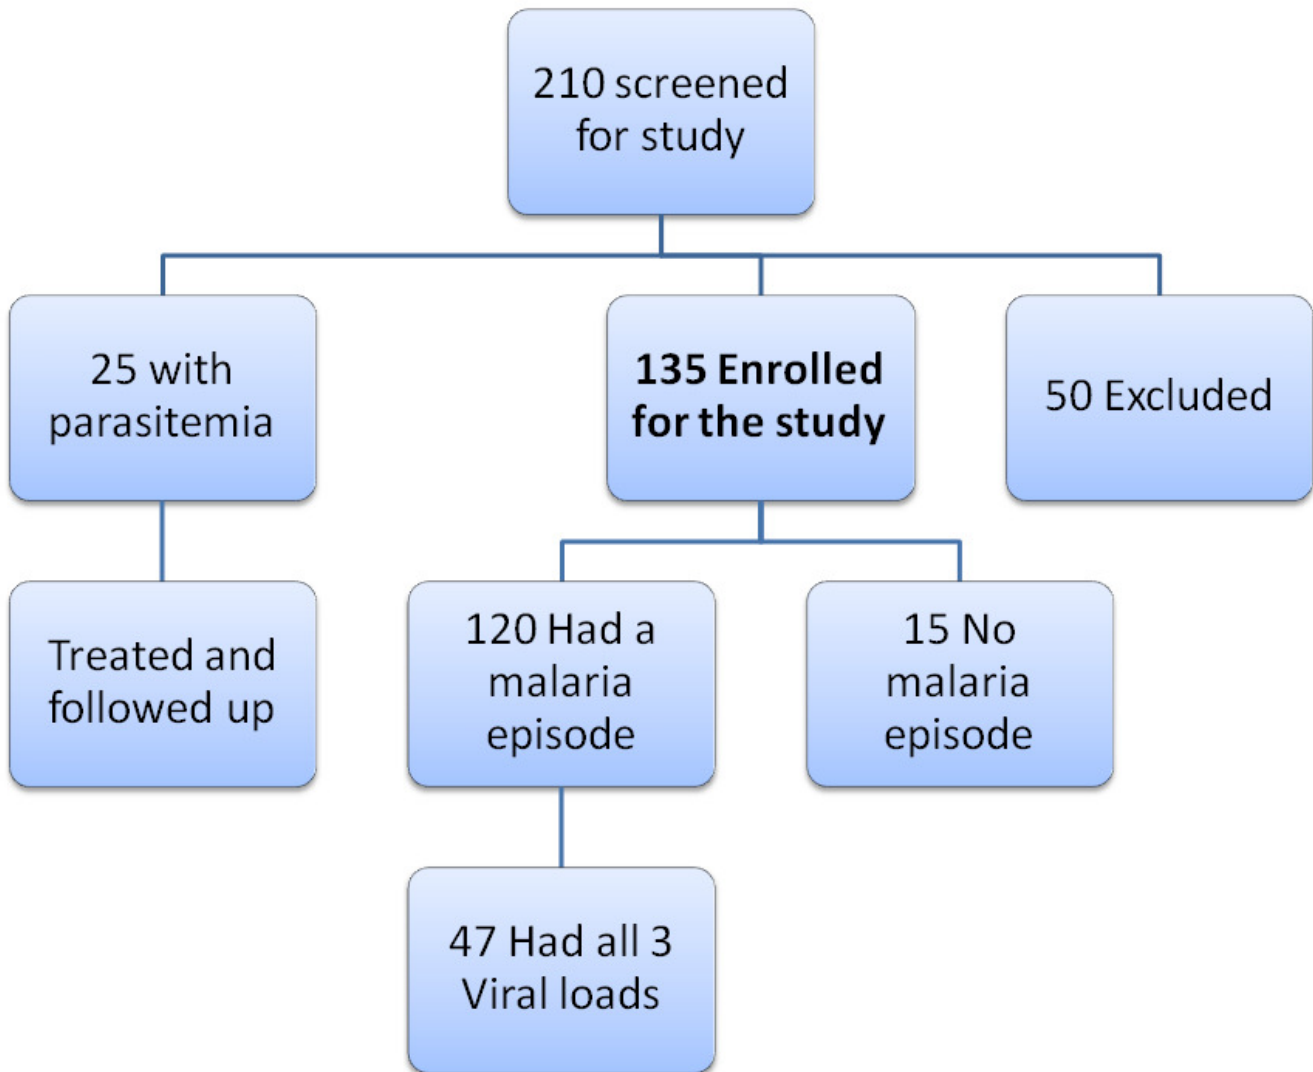 210 screened
for study
25 with
parasitemia
135 Enrolled
for the study
50 Excluded
Treated and
followed up
120 Had a
malaria
episode
15 No
malaria
episode
47 Had all 3
Viral loads